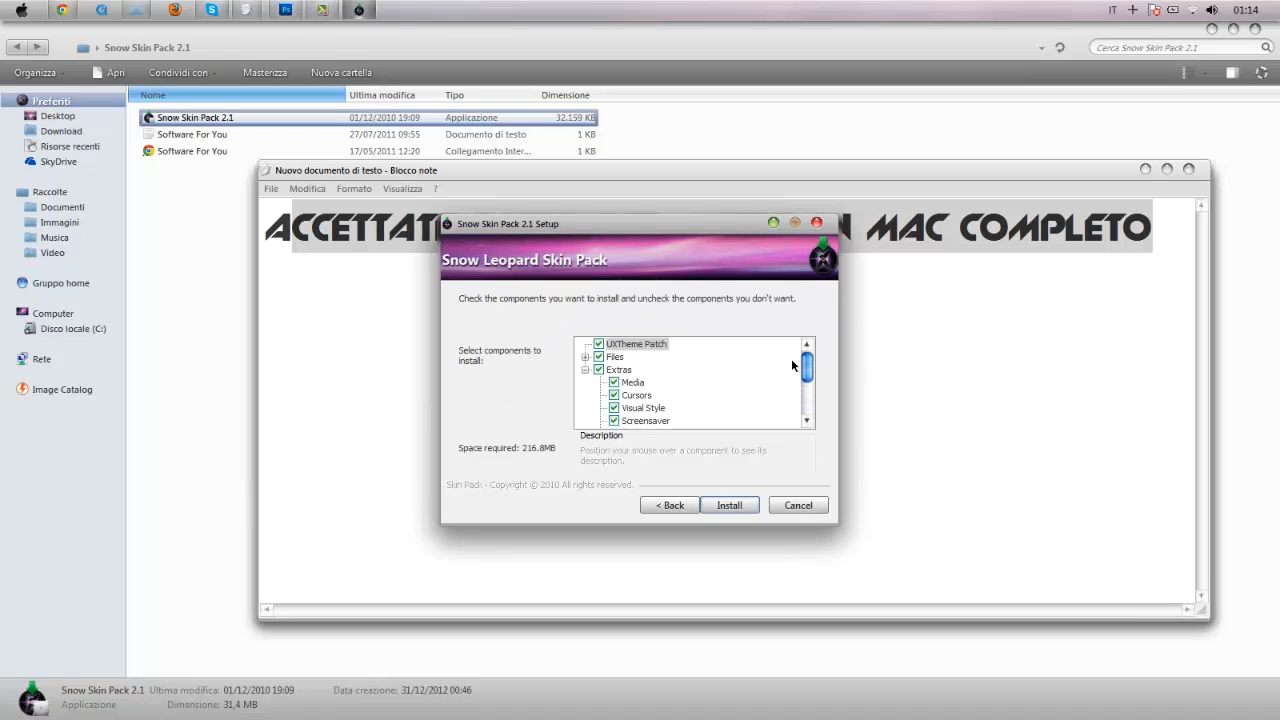 IT
01:14
Snow Skin Pack 2.1
Cerca Snow Skin Pack 2.1
Organizza
Apri
Condividi con
Masterizza
Nuova cartella
Preferiti
Desktop
Download
Risorse recenti
SkyDrive
Raccolte
Documenti
Immagini
Musica
Video
Gruppo home
Computer
Disco locale (C:)
Rete
Image Catalog
Nome Ultima modifica Tipo Dimensione
Snow Skin Pack 2.1 01/12/2010 19:09 Applicazione 32.159 KB
Software For You 27/07/2011 09:55 Documento di testo 1 KB
Software For You 17/05/2011 12:20 Collegamento Inter... 1 KB
Nuovo documento di testo - Blocco note
File Modifica Formato Visualizza ?
MAC COMPLETO
Snow Skin Pack 2.1 Setup
Snow Leopard Skin Pack
Check the components you want to install and uncheck the components you don't want.
Select components to
install:
UXTheme Patch
Files
Extras
Media
Cursors
Visual Style
Screensaver
Space required: 216.8MB
Description
Position your mouse over a component to see its
description.
Skin Pack - Copyright © 2010 All rights reserved.
< Back
Install
Cancel
Snow Skin Pack 2.1 Ultima modifica: 01/12/2010 19:09 Data creazione: 31/12/2012 00:46
Applicazione Dimensione: 31,4 MB